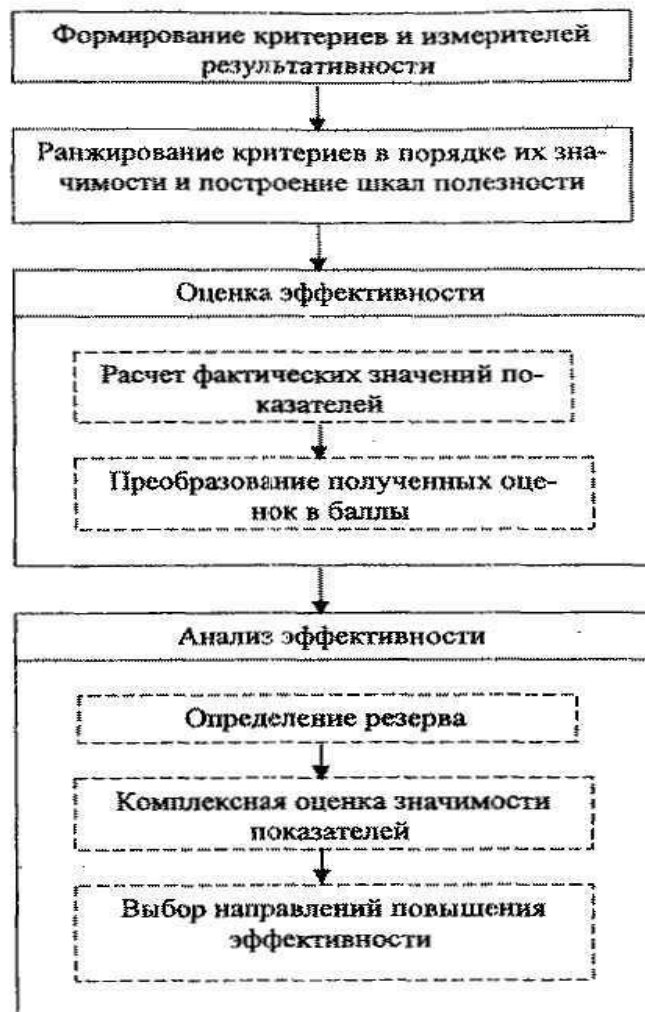 Формирование критериев и измерителей
результативности
Ранжирование критериев в порядке их зна-
чимости и построение шкал полезности
Оценка эффективности
Расчет фактических значений по-
казателей
Преобразование полученных оце-
нок в баллы
Анализ эффективности
Определение резерва
Комплексная оценка значимости
показателей
Выбор направлений повышения
эффективности